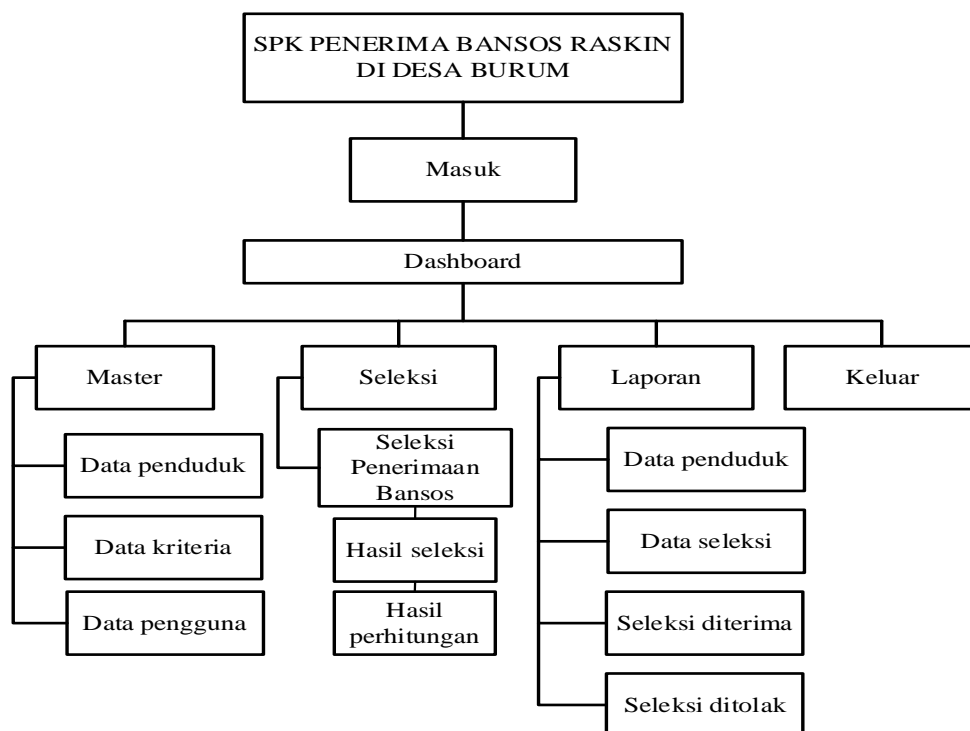 SPK PENERIMA BANSOS RASKIN
DI DESA BURUM
Masuk
Dashboard
Master
Seleksi
Laporan
Keluar
Data penduduk
Data kriteria
Data pengguna
Seleksi
Penerimaan
Bansos
Hasil seleksi
Hasil
perhitungan
Data penduduk
Data seleksi
Seleksi diterima
Seleksi ditolak